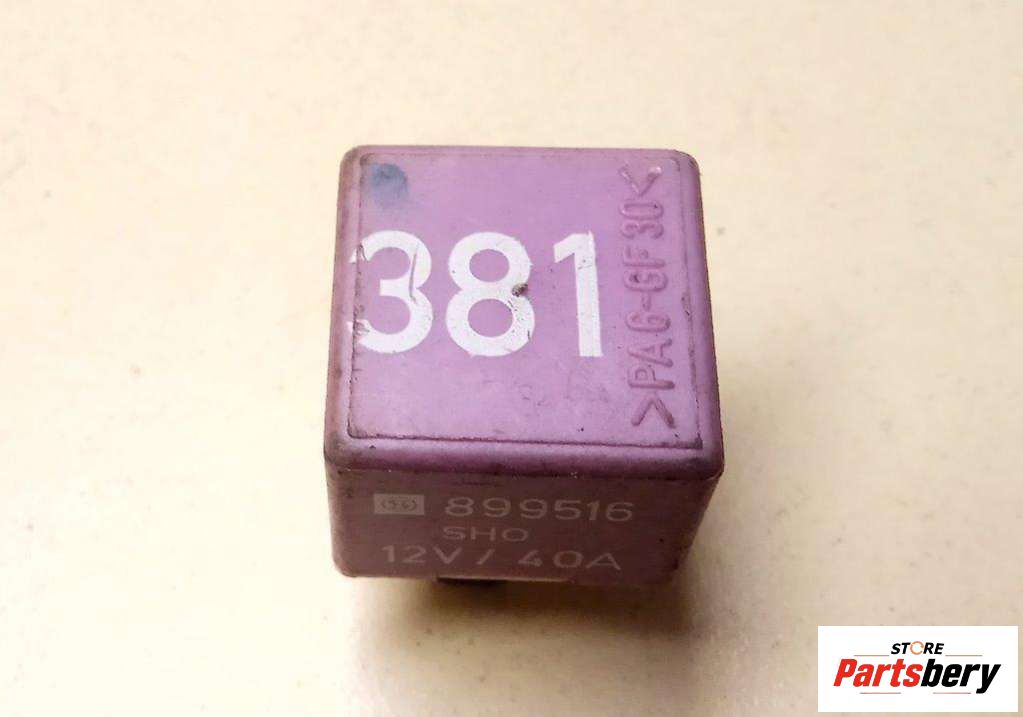 381
>PA6-GF30<
899516
SHO
12V / 40A
STORE
Partsbery